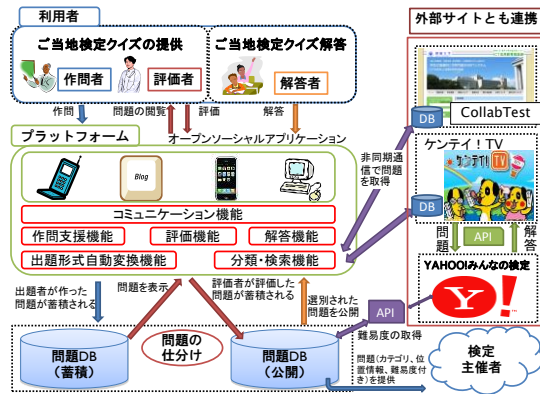 利用者
ご当地検定クイズの提供
作問者
評価者
ご当地検定クイズ解答
解答者
外部サイトとも連携
DB
CollabTest
作問
問題の閲覧
評価
解答
プラットフォーム
オープンソーシャルアプリケーション
非同期通
信で問題
を取得
ケンテイ！TV
ケンテイ！
TV
DB
Blog
コミュニケーション機能
作問支援機能
評価機能
解答機能
出題形式自動変換機能
分類・検索機能
問題
API
解答
YAHOO!みんなの検定
Y!
出題者が作った
問題が蓄積される
問題を表示
評価者が評価した
問題が蓄積される
選別された
問題を公開
API
難易度の取得
問題DB
（蓄積）
問題の
仕分け
問題DB
（公開）
問題（カテゴリ、位
置情報、難易度付
き）を提供
検定
主催者